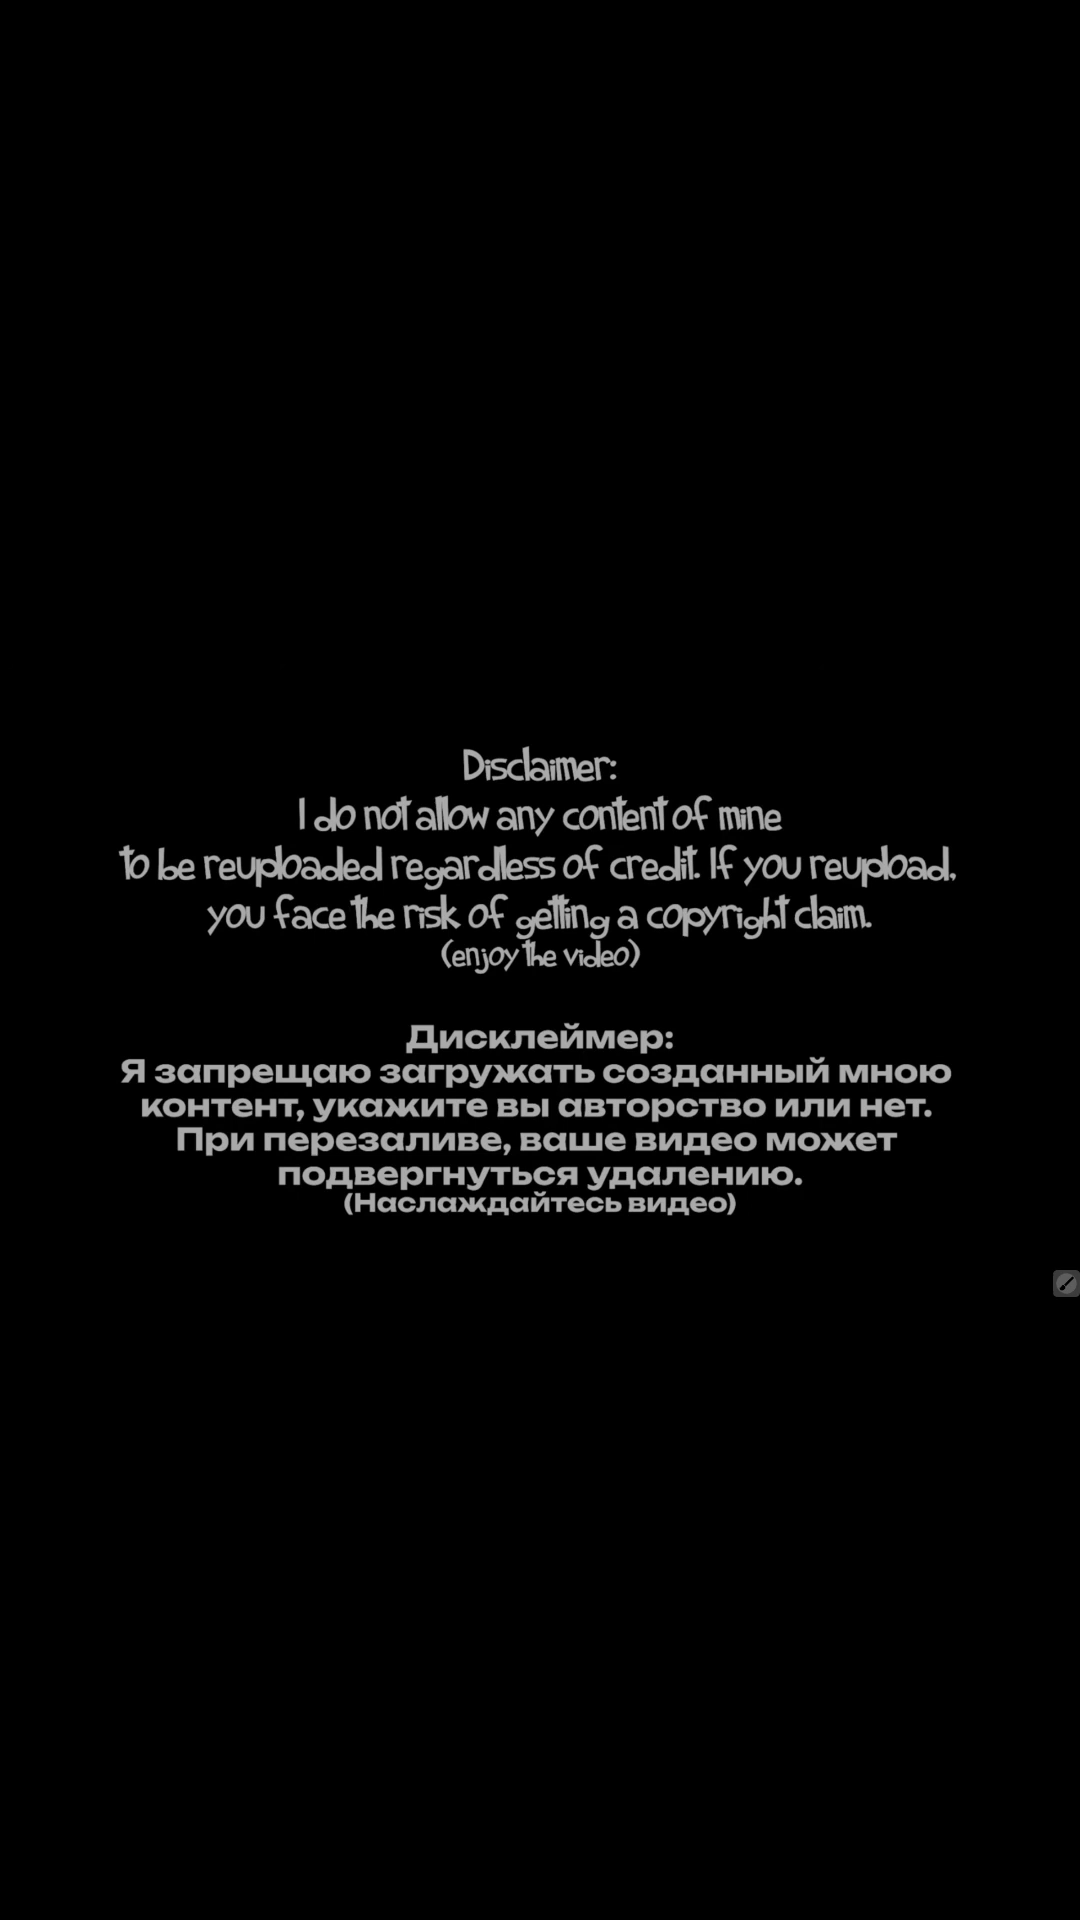 Disclaimer:
I do not allow any content of mine
to be reuploaded regardless of credit. If you reupload,
you face the risk of getting a copyright claim.
(enjoy the video)
Дисклеймер:
Я запрещаю загружать созданный мною
контент, укажите вы авторство или нет.
При перезаливе, ваше видео может
подвергнуться удалению.
(Наслаждайтесь видео)